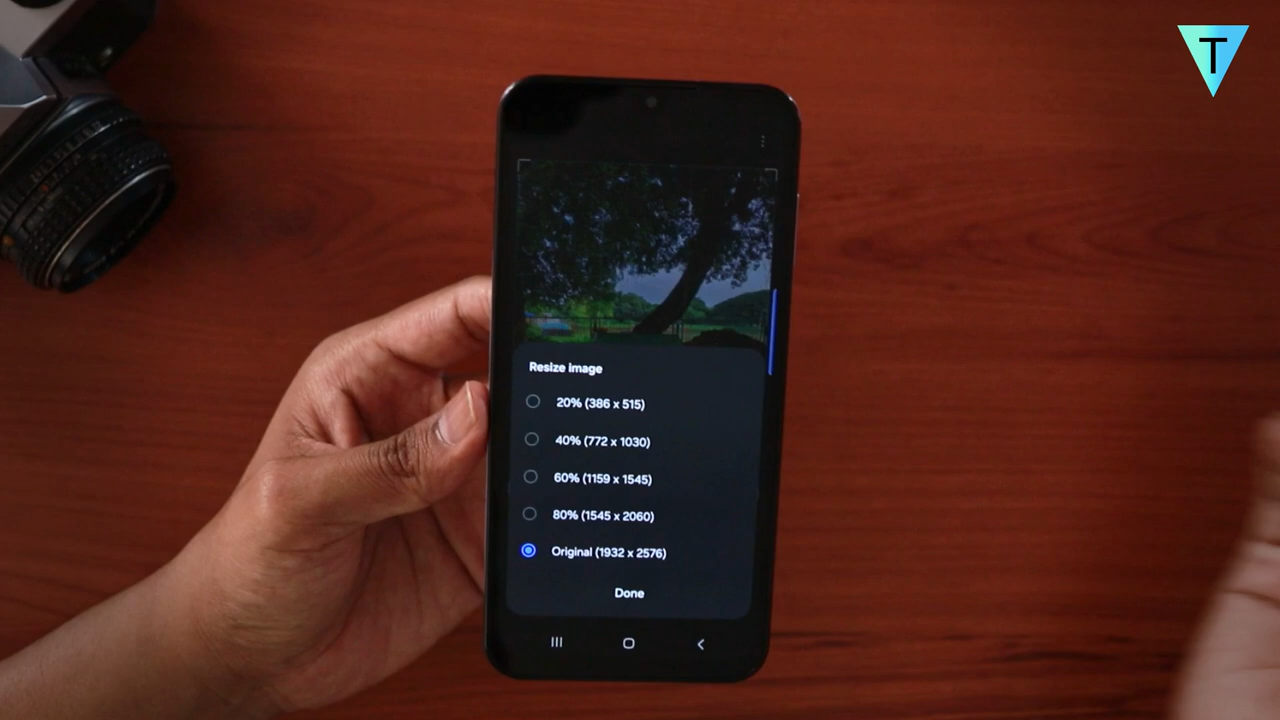 T
Resize image
20% (386 x 515)
40% (772 x 1030)
60% (1159 x 1545)
80% (1545 x 2060)
Original (1932 x 2576)
Done